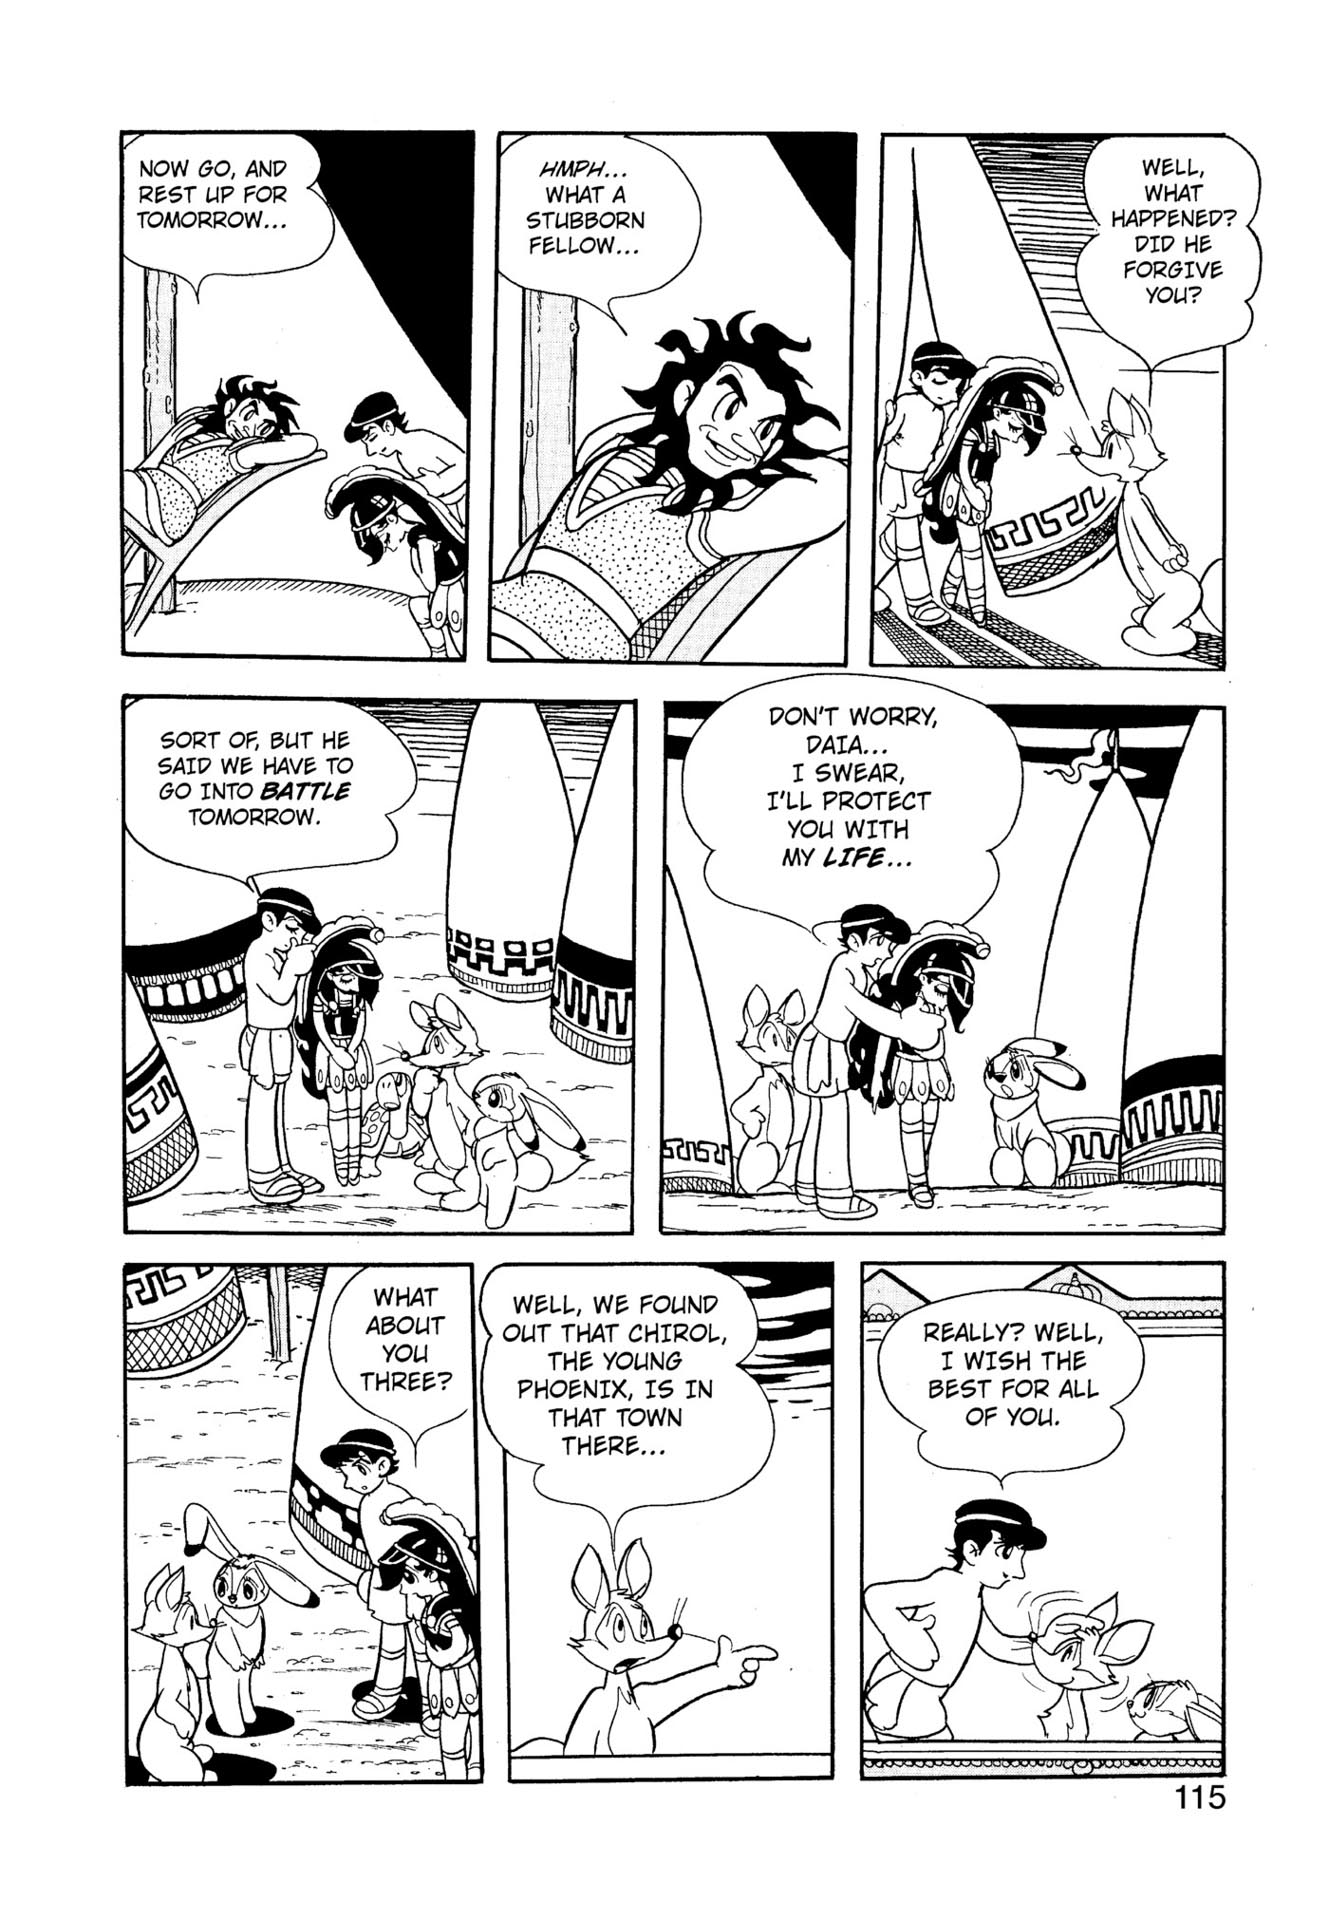 NOW GO, AND
REST UP FOR
TOMORROW...
HMPH...
WHAT A
STUBBORN
FELLOW...
WELL,
WHAT
HAPPENED?
DID HE
FORGIVE
YOU?
SORT OF, BUT HE
SAID WE HAVE TO
GO INTO BATTLE
TOMORROW.
DON'T WORRY,
DAIA...
I SWEAR,
I'LL PROTECT
YOU WITH
MY LIFE...
WHAT
ABOUT
YOU
THREE?
WELL, WE FOUND
OUT THAT CHIROL,
THE YOUNG
PHOENIX, IS IN
THAT TOWN
THERE...
REALLY? WELL,
I WISH THE
BEST FOR ALL
OF YOU.
115